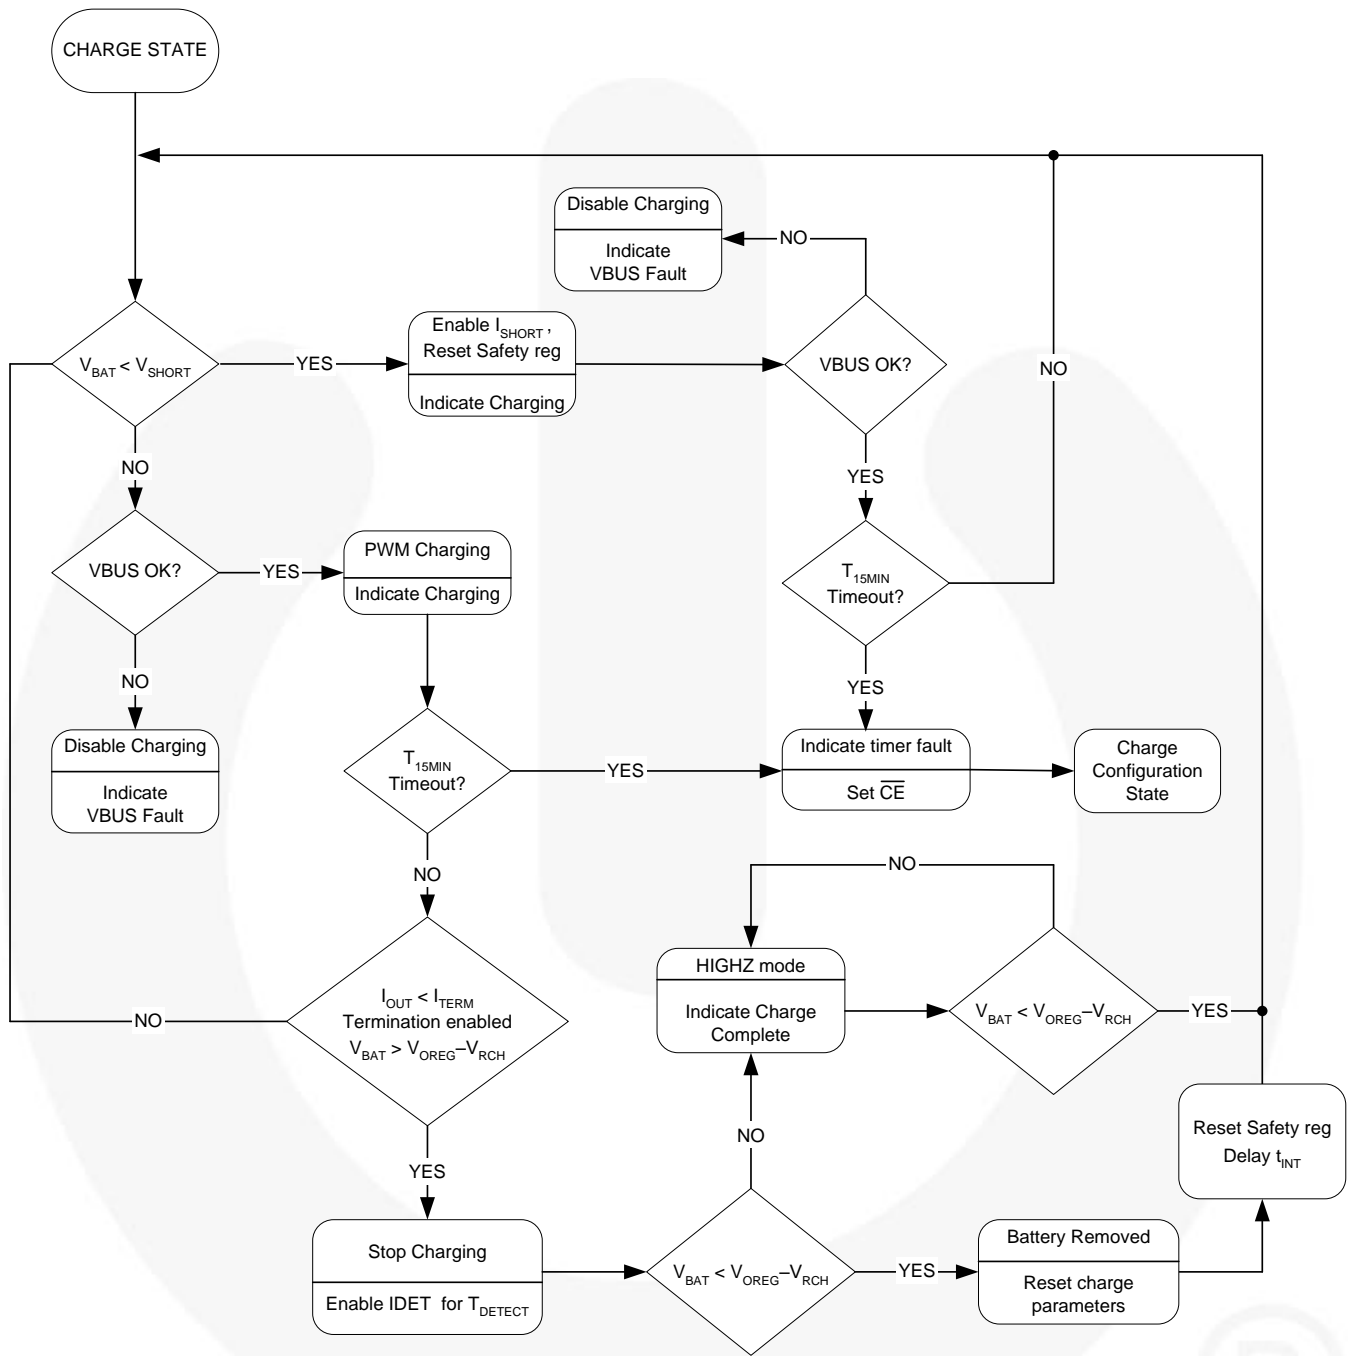 CHARGE STATE
Disable Charging
Indicate
VBUS Fault
NO
V_BAT < V_SHORT
YES
Enable I_SHORT ,
Reset Safety reg
Indicate Charging
VBUS OK?
NO
NO
YES
VBUS OK?
YES
PWM Charging
Indicate Charging
T_15MIN
Timeout?
NO
YES
Disable Charging
Indicate
VBUS Fault
T_15MIN
Timeout?
YES
Indicate timer fault
Set C̅E̅
Charge
Configuration
State
NO
NO
I_OUT < I_TERM
Termination enabled
V_BAT > V_OREG–V_RCH
NO
HIGHZ mode
Indicate Charge
Complete
V_BAT < V_OREG–V_RCH
YES
YES
NO
Reset Safety reg
Delay t_INT
Stop Charging
Enable IDET for T_DETECT
V_BAT < V_OREG–V_RCH
YES
Battery Removed
Reset charge
parameters